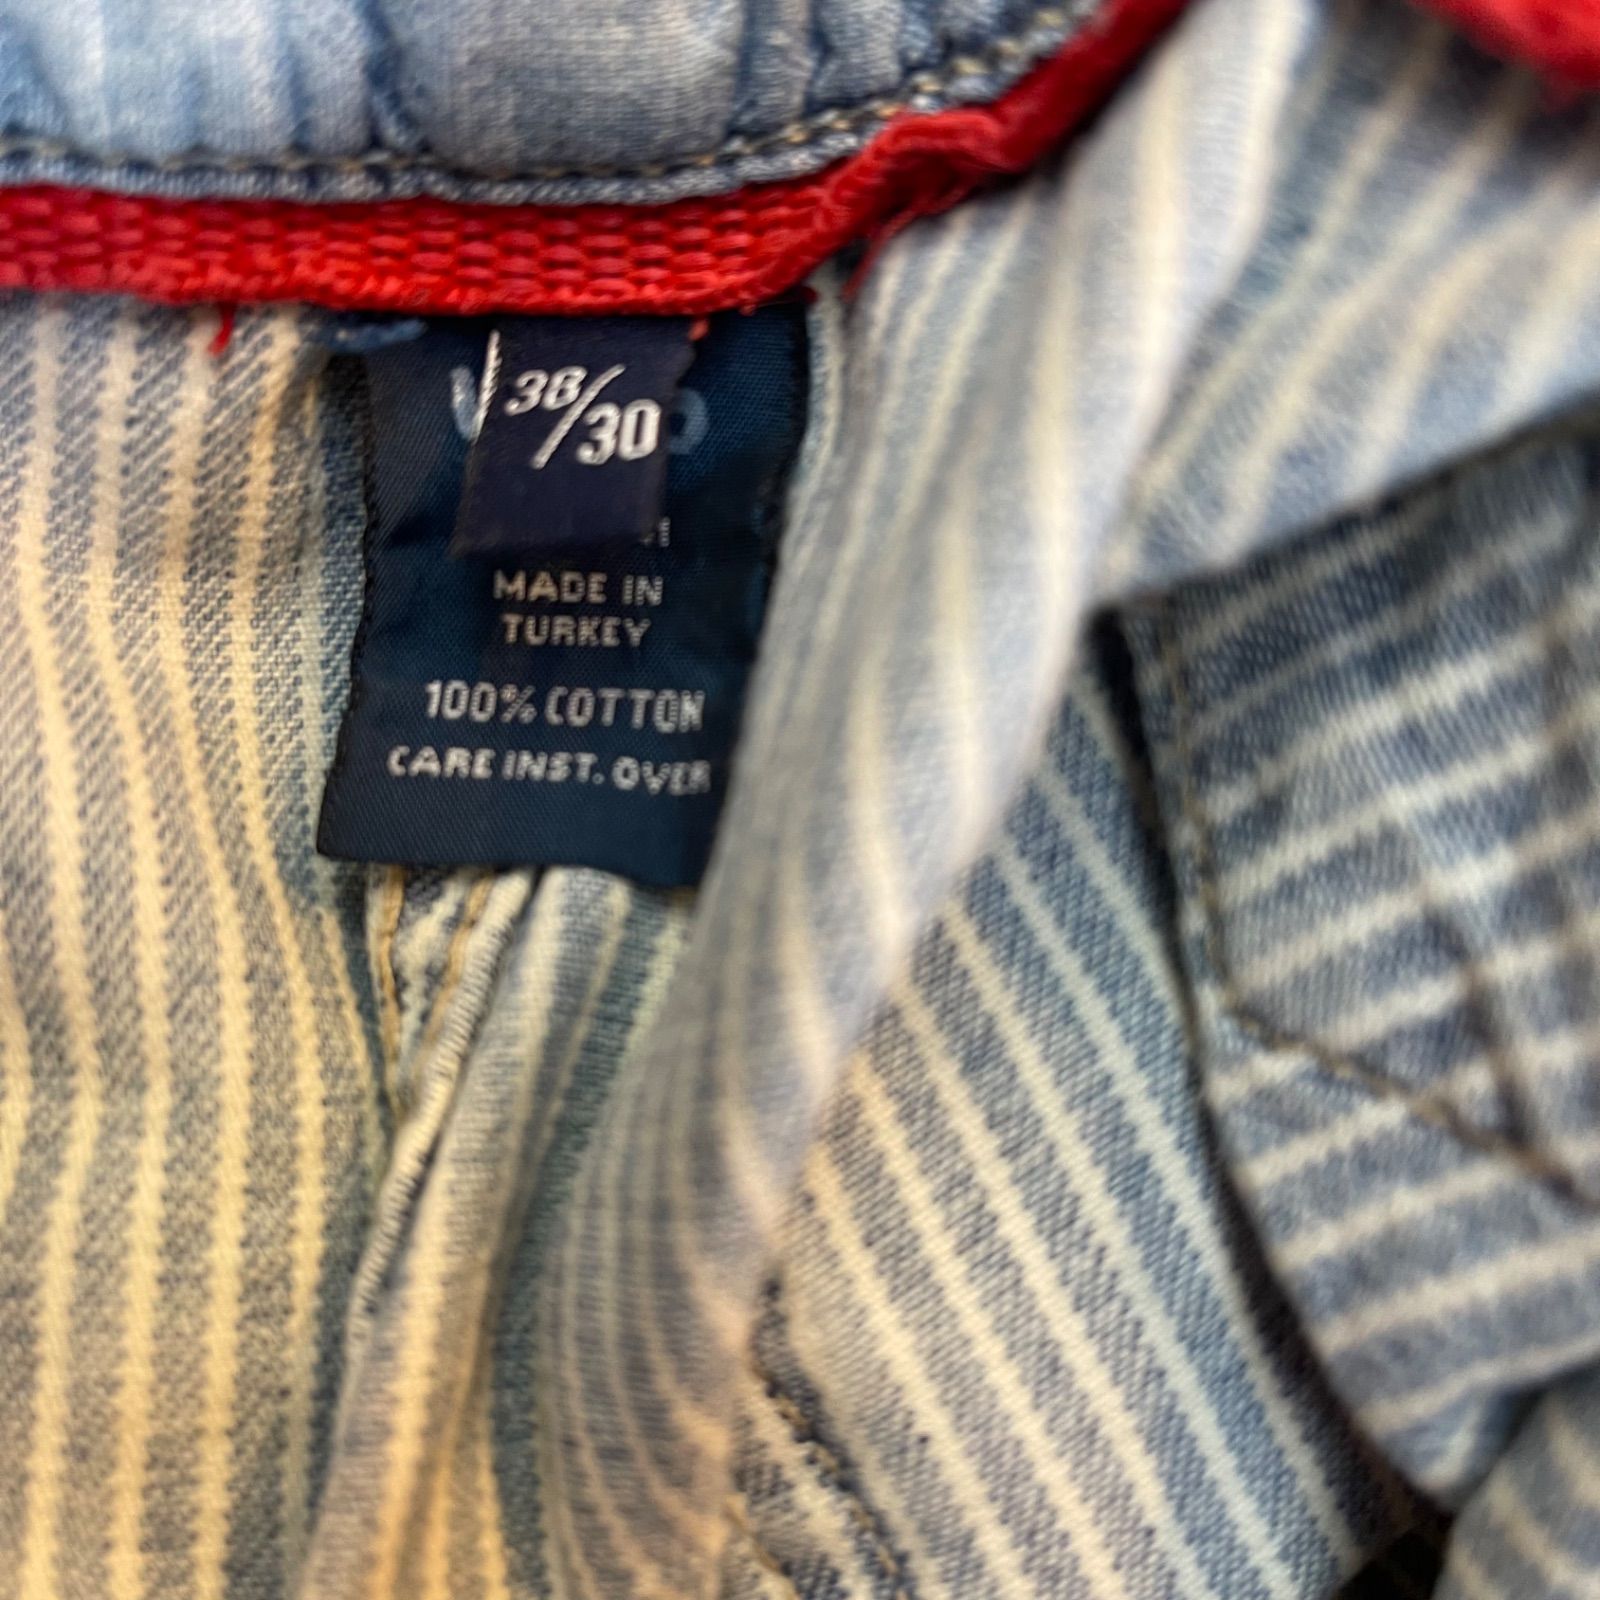 38/30
MADE IN
TURKEY
100% COTTON
CARE INST. OVER